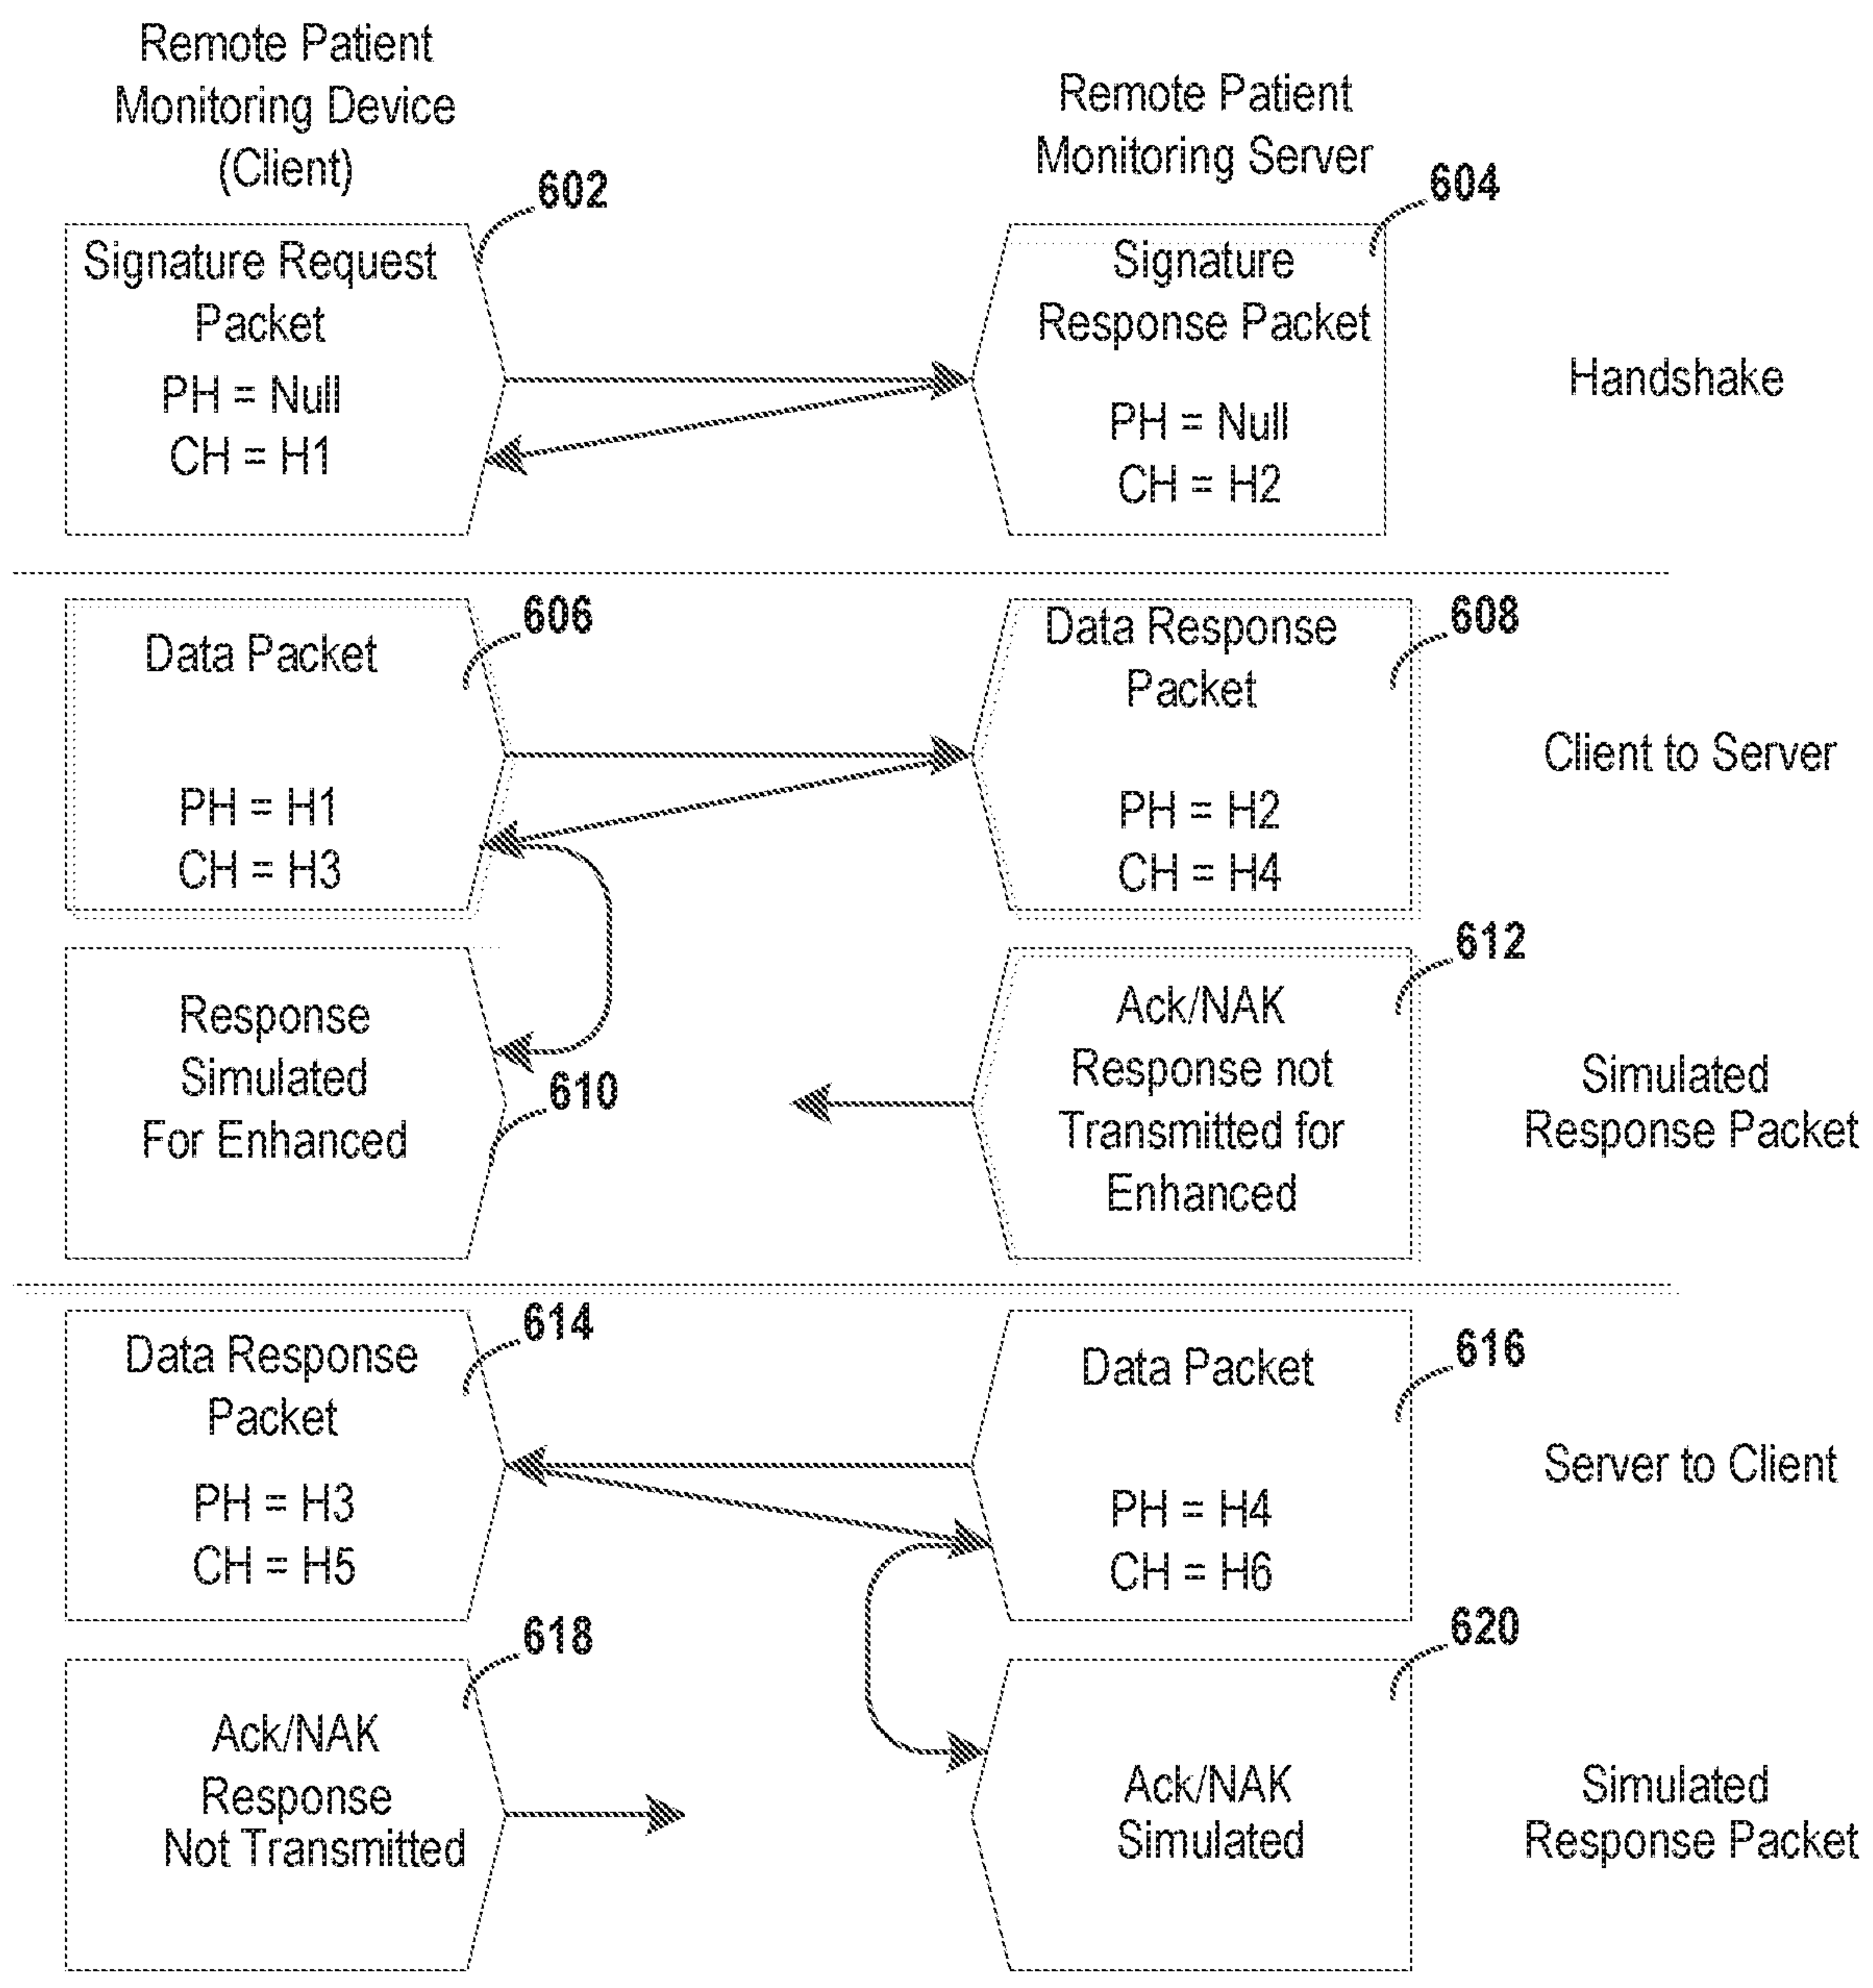 Remote Patient
Monitoring Device
(Client)
Remote Patient
Monitoring Server
602
604
Signature Request
Packet
PH = Null
CH = H1
Signature
Response Packet
PH = Null
CH = H2
Handshake
606
Data Packet
PH = H1
CH = H3
608
Data Response
Packet
PH = H2
CH = H4
Client to Server
Response
Simulated
For Enhanced
610
612
Ack/NAK
Response not
Transmitted for
Enhanced
Simulated
Response Packet
614
Data Response
Packet
PH = H3
CH = H5
616
Data Packet
PH = H4
CH = H6
Server to Client
618
Ack/NAK
Response
Not Transmitted
620
Ack/NAK
Simulated
Simulated
Response Packet